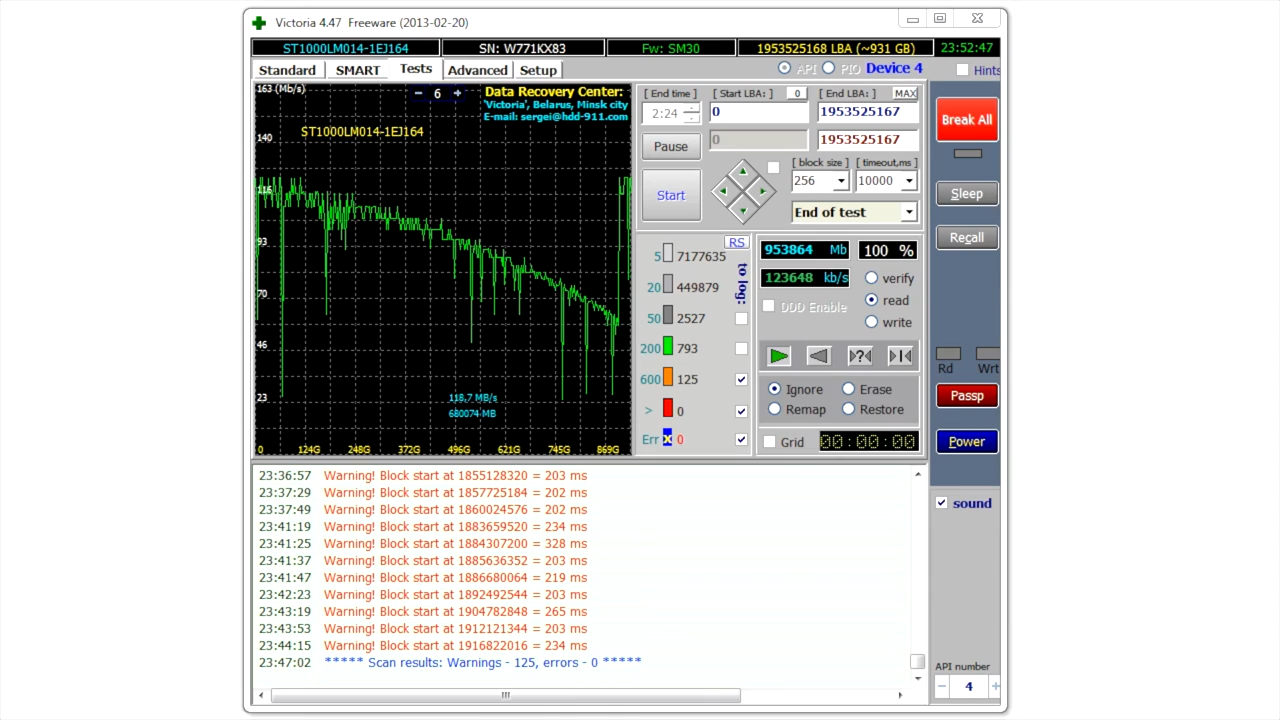 Victoria 4.47 Freeware (2013-02-20)
ST1000LM014-1EJ164 SN: W771KX83 Fw: SM30 1953525168 LBA (~931 GB) 23:52:47
Standard SMART Tests Advanced Setup API PIO Device 4 Hints
163 (Mb/s)
140
116
93
70
46
23
0 124G 248G 372G 496G 621G 745G 869G
- 6 +
Data Recovery Center:
'Victoria', Belarus, Minsk city
E-mail: sergei@hdd-911.com
ST1000LM014-1EJ164
118,7 MB/s
680074 MB
[ End time ] [ Start LBA: ] 0 [ End LBA: ] MAX
2:24 0 1953525167
Pause 0 1953525167
Start
[ block size ] [ timeout,ms ]
256 10000
End of test
RS
to log:
5 7177635
20 449879
50 2527
200 793
600 125
> 0
Err x 0
953864 Mb 100 %
123648 kb/s
verify
DDD Enable read
write
Ignore Erase
Remap Restore
Grid 00:00:00
Break All
Sleep
Recall
Rd Wrt
Passp
Power
sound
API number
- 4 +
23:36:57 Warning! Block start at 1855128320 = 203 ms
23:37:29 Warning! Block start at 1857725184 = 202 ms
23:37:49 Warning! Block start at 1860024576 = 202 ms
23:41:19 Warning! Block start at 1883659520 = 234 ms
23:41:25 Warning! Block start at 1884307200 = 328 ms
23:41:37 Warning! Block start at 1885636352 = 203 ms
23:41:47 Warning! Block start at 1886680064 = 219 ms
23:42:23 Warning! Block start at 1892492544 = 203 ms
23:43:19 Warning! Block start at 1904782848 = 265 ms
23:43:53 Warning! Block start at 1912121344 = 203 ms
23:44:15 Warning! Block start at 1916822016 = 234 ms
23:47:02 ***** Scan results: Warnings - 125, errors - 0 *****